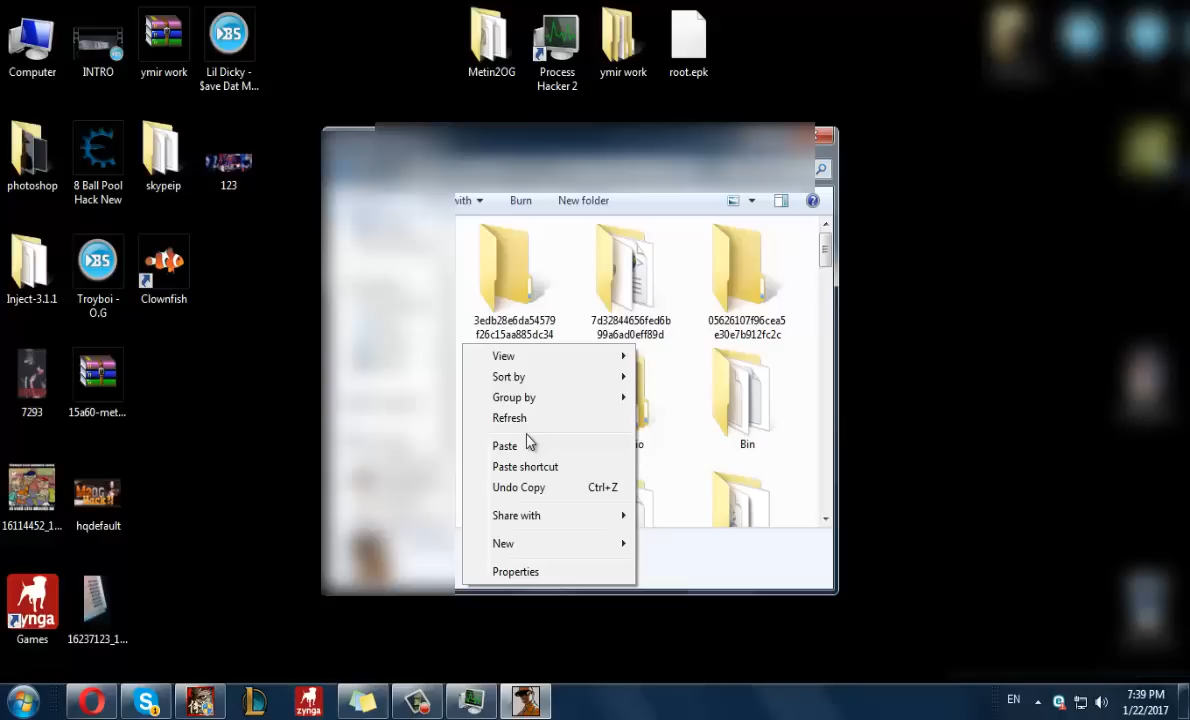 Computer
INTRO
ymir work
Lil Dicky -
$ave Dat M...
Metin2OG
Process
Hacker 2
ymir work
root.epk
photoshop
8 Ball Pool
Hack New
skypeip
123
Inject-3.1.1
Troyboi -
O.G
Clownfish
7293
15a60-met...
16114452_1...
hqdefault
Games
16237123_1...
with
Burn
New folder
3edb28e6da54579
f26c15aa885dc34
7d32844656fed6b
99a6ad0eff89d
05626107f96cea5
e30e7b912fc2c
Bin
View
Sort by
Group by
Refresh
Paste
Paste shortcut
Undo Copy Ctrl+Z
Share with
New
Properties
zynga
EN
7:39 PM
1/22/2017